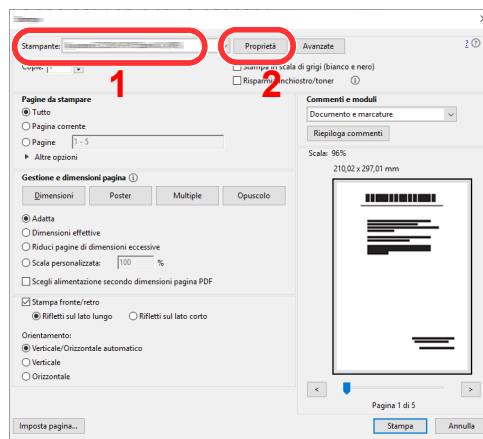 Stampante:
Proprietà
Avanzate
?
Copie:
Stampa in scala di grigi (bianco e nero)
1
2
Risparmia inchiostro/toner
Pagine da stampare
Tutto
Pagina corrente
Pagine 1 - 5
Altre opzioni
Gestione e dimensioni pagina
Dimensioni Poster Multiple Opuscolo
Adatta
Dimensioni effettive
Riduci pagine di dimensioni eccessive
Scala personalizzata: 100 %
Scegli alimentazione secondo dimensioni pagina PDF
Stampa fronte/retro
Rifletti sul lato lungo Rifletti sul lato corto
Orientamento:
Verticale/Orizzontale automatico
Verticale
Orizzontale
Commenti e moduli
Documento e marcature
Riepiloga commenti
Scala: 96%
210,02 x 297,01 mm
< >
Pagina 1 di 5
Imposta pagina...
Stampa Annulla